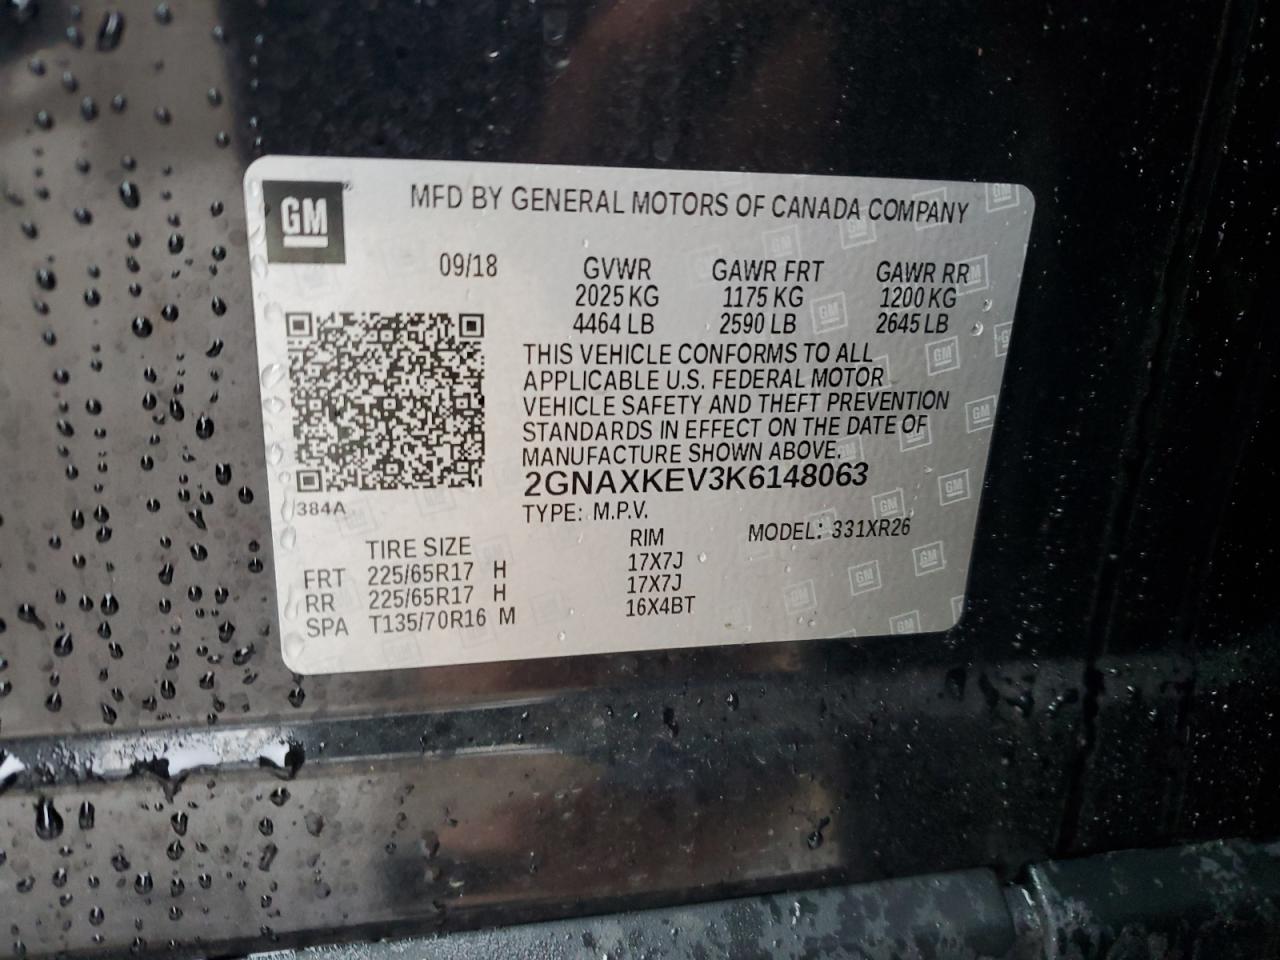 GM
MFD BY GENERAL MOTORS OF CANADA COMPANY
09/18 GVWR GAWR FRT GAWR RR
2025 KG 1175 KG 1200 KG
4464 LB 2590 LB 2645 LB
THIS VEHICLE CONFORMS TO ALL
APPLICABLE U.S. FEDERAL MOTOR
VEHICLE SAFETY AND THEFT PREVENTION
STANDARDS IN EFFECT ON THE DATE OF
MANUFACTURE SHOWN ABOVE.
2GNAXKEV3K6148063
384A
TYPE: M.P.V.
MODEL: 331XR26
TIRE SIZE RIM
FRT 225/65R17 H 17X7J
RR 225/65R17 H 17X7J
SPA T135/70R16 M 16X4BT